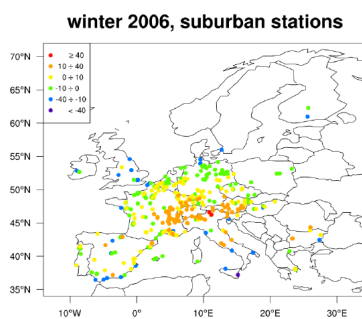 winter 2006, suburban stations
70°N
65°N
60°N
55°N
50°N
45°N
40°N
35°N
≥ 40
10 ÷ 40
0 ÷ 10
-10 ÷ 0
-40 ÷ -10
< -40
10°W
0°
10°E
20°E
30°E